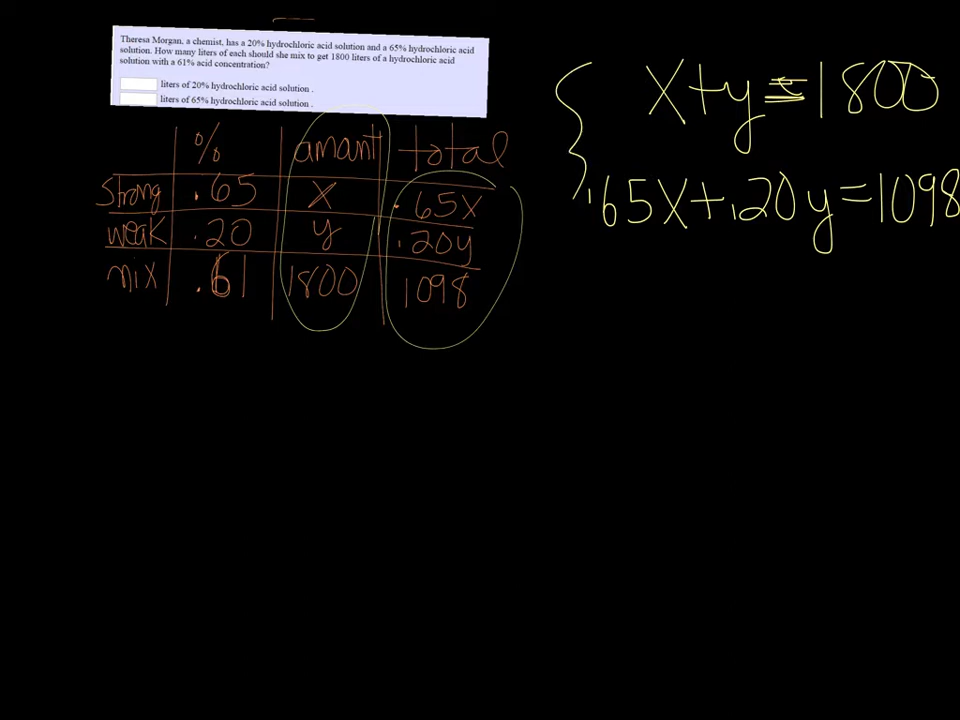 Theresa Morgan, a chemist, has a 20% hydrochloric acid solution and a 65% hydrochloric acid
solution. How many liters of each should she mix to get 1800 liters of a hydrochloric acid
solution with a 61% acid concentration?
liters of 20% hydrochloric acid solution .
liters of 65% hydrochloric acid solution .
% amant total
strong .65 x .65x
weak .20 y .20y
mix .61 1800 1098
x+y=1800
.65x+.20y=1098